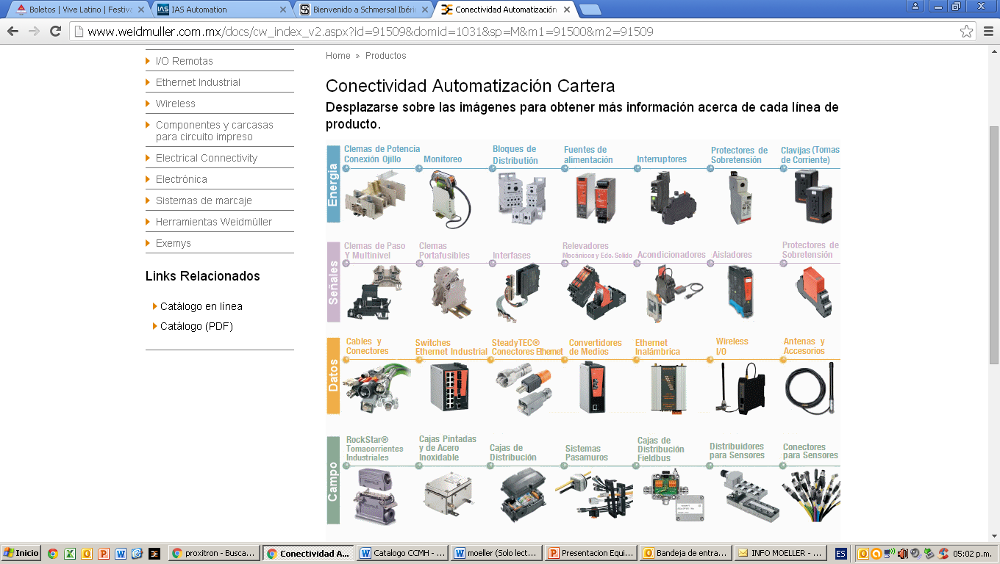 Boletos | Vive Latino | Festiva
IAS Automation
Bienvenido a Schmersal Ibéric
Conectividad Automatización
www.weidmuller.com.mx/docs/cw_index_v2.aspx?id=91509&domid=1031&sp=M&m1=91500&m2=91509
I/O Remotas
Ethernet Industrial
Wireless
Componentes y carcasas
para circuito impreso
Electrical Connectivity
Electrónica
Sistemas de marcaje
Herramientas Weidmüller
Exemys
Links Relacionados
Catálogo en línea
Catálogo (PDF)
Home » Productos
Conectividad Automatización Cartera
Desplazarse sobre las imágenes para obtener más información acerca de cada línea de
producto.
Energía
Clemas de Potencia
Conexión Ojillo
Monitoreo
Bloques de
Distributión
Fuentes de
alimentación
Interruptores
Protectores de
Sobretensión
Clavijas (Tomas
de Corriente)
Señales
Clemas de Paso
Y Multinivel
Clemas
Portafusibles
Interfases
Relevadores
Mecánicos y Edo. Solido
Acondicionadores
Aisladores
Protectores de
Sobretensión
Datos
Cables y
Conectores
Switches
Ethernet Industrial
SteadyTEC®
Conectores Ethernet
Convertidores
de Medios
Ethernet
Inalámbrica
Wireless
I/O
Antenas y
Accesorios
Campo
RockStar®
Tomacorrientes
Industriales
Cajas Pintadas
y de Acero
Inoxidable
Cajas de
Distribución
Sistemas
Pasamuros
Cajas de
Distribución
Fieldbus
Distribuidores
para Sensores
Conectores
para Sensores
Inicio
proxitron - Busca...
Conectividad A...
Catalogo CCMH - ...
moeller (Solo lect...
Presentacion Equi...
Bandeja de entra...
INFO MOELLER - ...
ES
05:02 p.m.